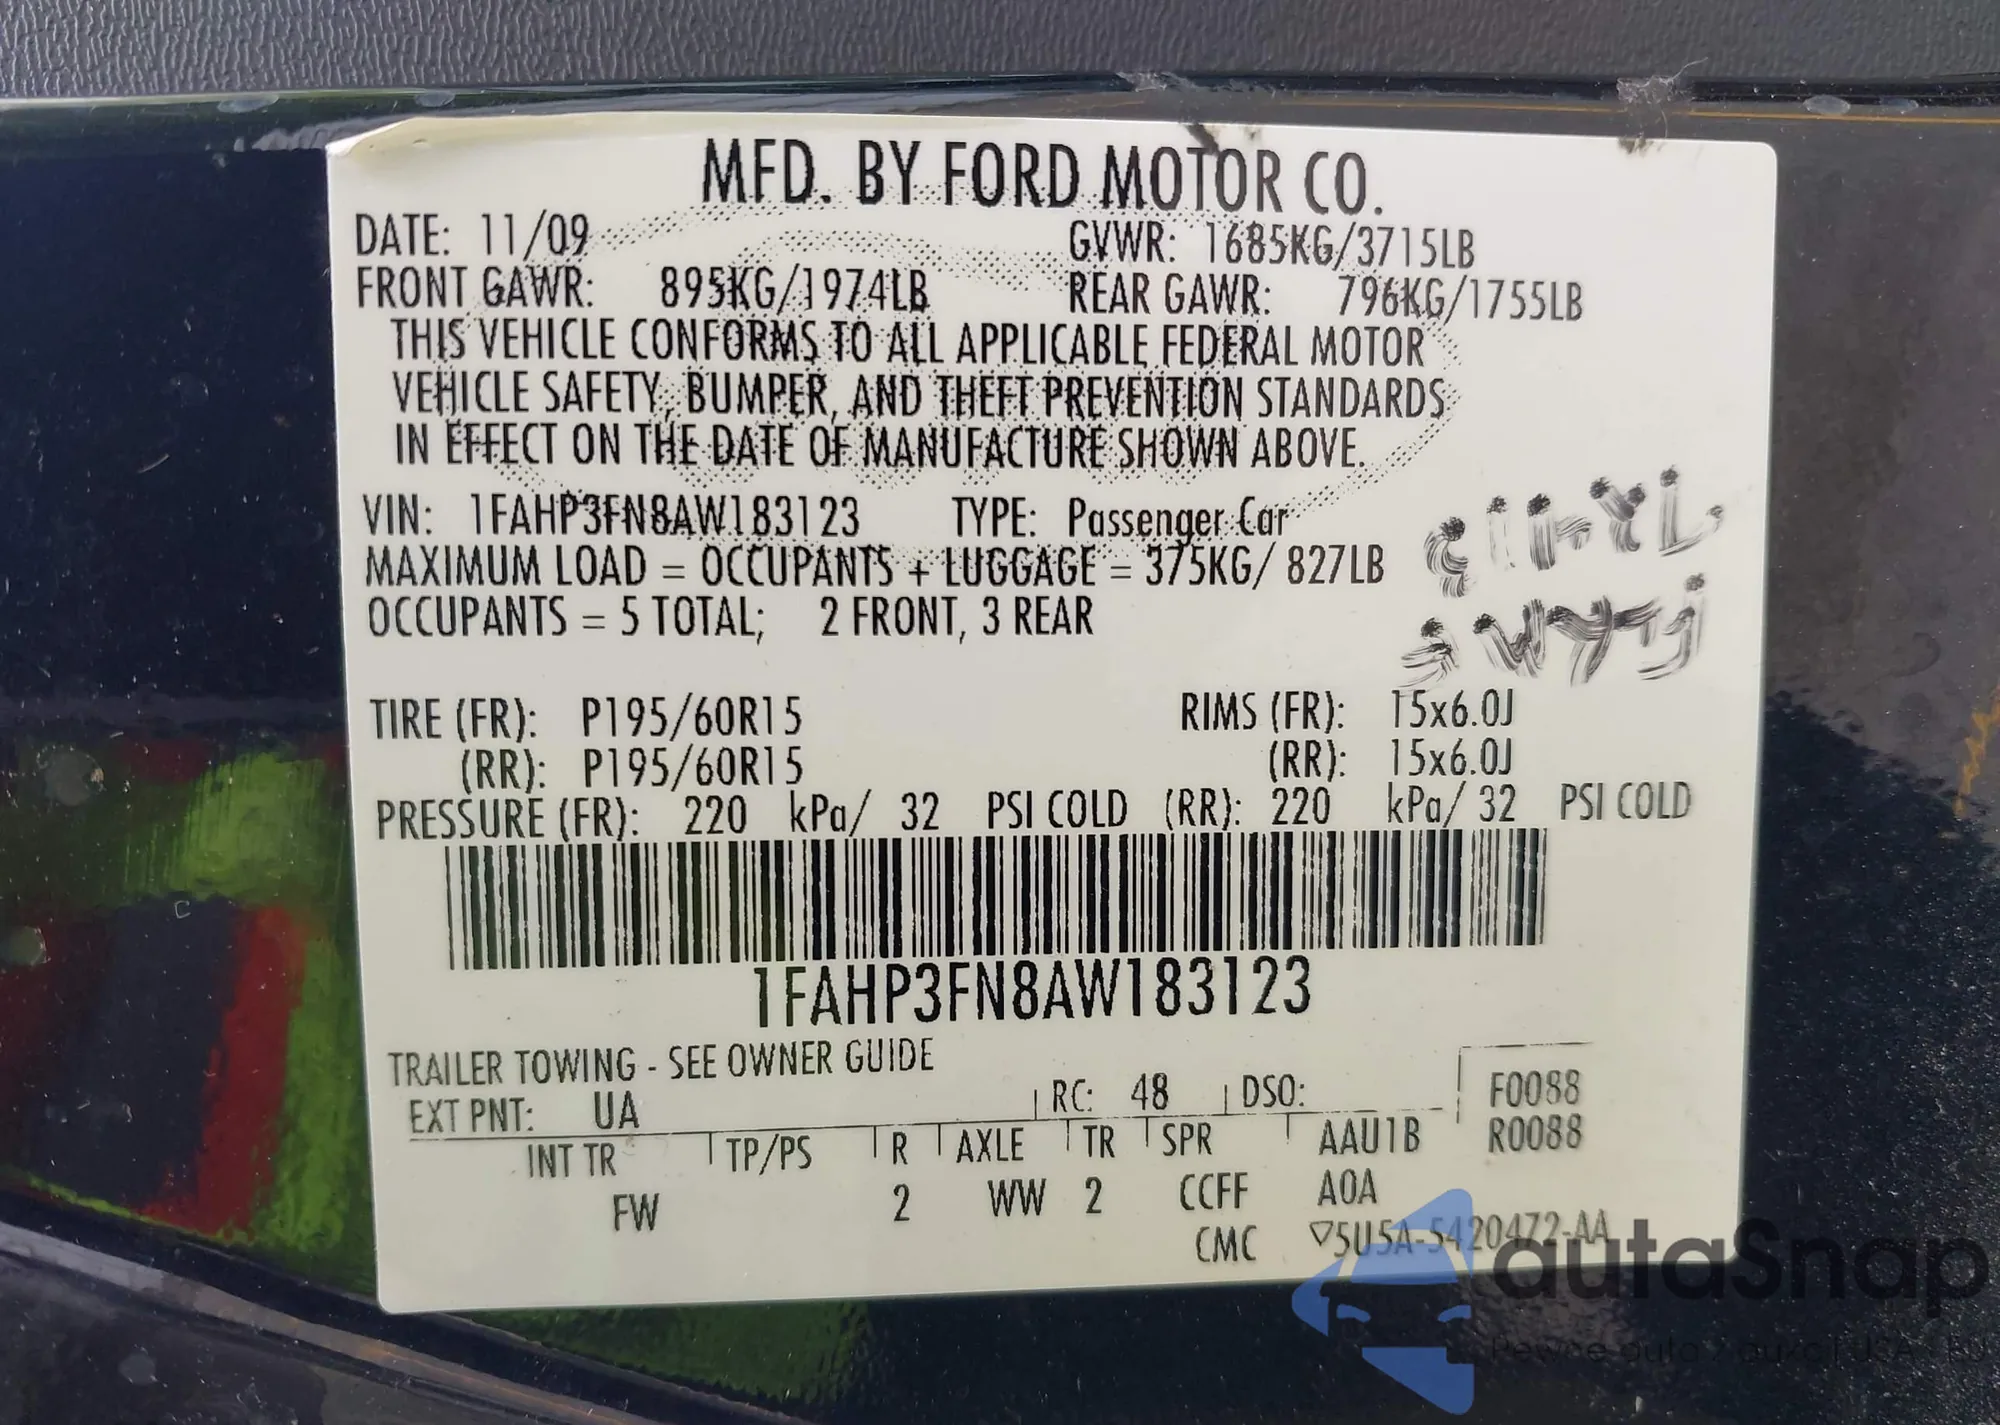 MFD. BY FORD MOTOR CO.
DATE: 11/09 GVWR: 1685KG/3715LB
FRONT GAWR: 895KG/1974LB REAR GAWR: 796KG/1755LB
THIS VEHICLE CONFORMS TO ALL APPLICABLE FEDERAL MOTOR
VEHICLE SAFETY, BUMPER, AND THEFT PREVENTION STANDARDS
IN EFFECT ON THE DATE OF MANUFACTURE SHOWN ABOVE.
VIN: 1FAHP3FN8AW183123 TYPE: Passenger Car
MAXIMUM LOAD = OCCUPANTS + LUGGAGE = 375KG/ 827LB
OCCUPANTS = 5 TOTAL; 2 FRONT, 3 REAR
TIRE (FR): P195/60R15 RIMS (FR): 15x6.0J
(RR): P195/60R15 (RR): 15x6.0J
PRESSURE (FR): 220 kPa/ 32 PSI COLD (RR): 220 kPa/ 32 PSI COLD
1FAHP3FN8AW183123
TRAILER TOWING - SEE OWNER GUIDE
EXT PNT: UA RC: 48 DSO: F0088
INT TR TP/PS R AXLE TR SPR AAU1B R0088
FW 2 WW 2 CCFF A0A
CMC ▽5U5A-5420472-AA
autaSnap